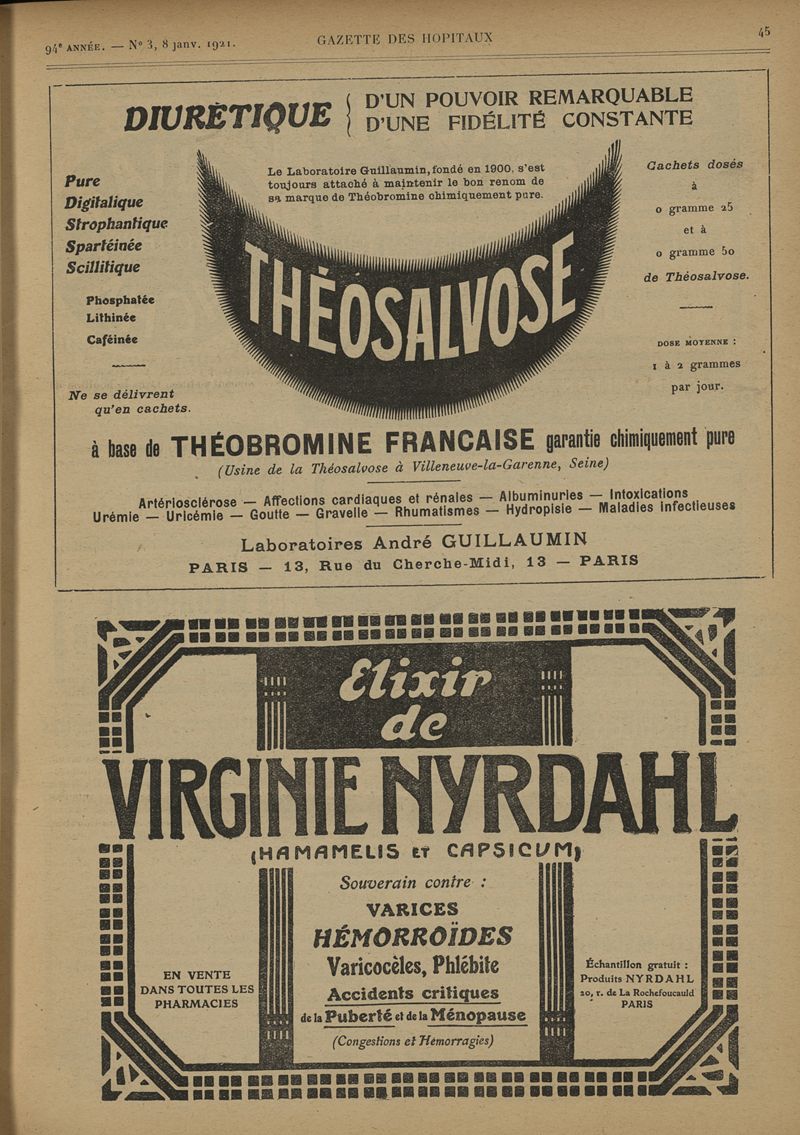 94e ANNÉE. — No 3, 8 janv. 1921.
GAZETTE DES HOPITAUX
45
DIURÈTIQUE { D'UN POUVOIR REMARQUABLE
D'UNE FIDÉLITÉ CONSTANTE
Pure
Digitalique
Strophantique
Spartéinée
Scillitique
Phosphatée
Lithinée
Caféinée
Ne se délivrent
qu'en cachets.
Le Laboratoire Guillaumin, fondé en 1900, s'est
toujours attaché à maintenir le bon renom de
sa marque de Théobromine chimiquement pure.
THÉOSALVOSE
Cachets dosés
à
0 gramme 25
et à
0 gramme 50
de Théosalvose.
DOSE MOYENNE :
1 à 2 grammes
par jour.
à base de THÉOBROMINE FRANCAISE garantie chimiquement pure
(Usine de la Théosalvose à Villeneuve-la-Garenne, Seine)
Artériosclérose — Affections cardiaques et rénales — Albuminuries — Intoxications
Urémie — Uricémie — Goutte — Gravelle — Rhumatismes — Hydropisie — Maladies infectieuses
Laboratoires André GUILLAUMIN
PARIS — 13, Rue du Cherche-Midi, 13 — PARIS
Elixir
de
VIRGINIE NYRDAHL
(HAMAMELIS ET CAPSICUM)
Souverain contre :
VARICES
HÉMORROÏDES
Varicocèles, Phlébite
Accidents critiques
de la Puberté et de la Ménopause
(Congestions et Hémorragies)
EN VENTE
DANS TOUTES LES
PHARMACIES
Échantillon gratuit :
Produits NYRDAHL
20, r. de La Rochefoucauld
PARIS